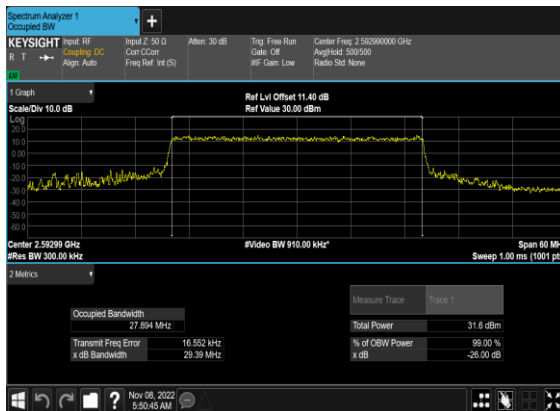 Spectrum Analyzer 1
Occupied BW
KEYSIGHT Input: RF Input Z: 50 Ω Atten: 30 dB Trig: Free Run Center Freq: 2.592990000 GHz
R T Coupling: DC Corr CCorr Gate: Off Avg|Hold: 500/500
Align: Auto Freq Ref: Int (S) #IF Gain: Low Radio Std: None
1 Graph
Ref Lvl Offset 11.40 dB
Scale/Div 10.0 dB Ref Value 30.00 dBm
Log
20.0
10.0
0.00
-10.0
-20.0
-30.0
-40.0
-50.0
-60.0
Center 2.59299 GHz #Video BW 910.00 kHz* Span 60 MH
#Res BW 300.00 kHz Sweep 1.00 ms (1001 pts
2 Metrics
Measure Trace Trace 1
Occupied Bandwidth
27.894 MHz Total Power 31.6 dBm
Transmit Freq Error 16.552 kHz % of OBW Power 99.00 %
x dB Bandwidth 29.39 MHz x dB -26.00 dB
Nov 08, 2022
5:50:45 AM